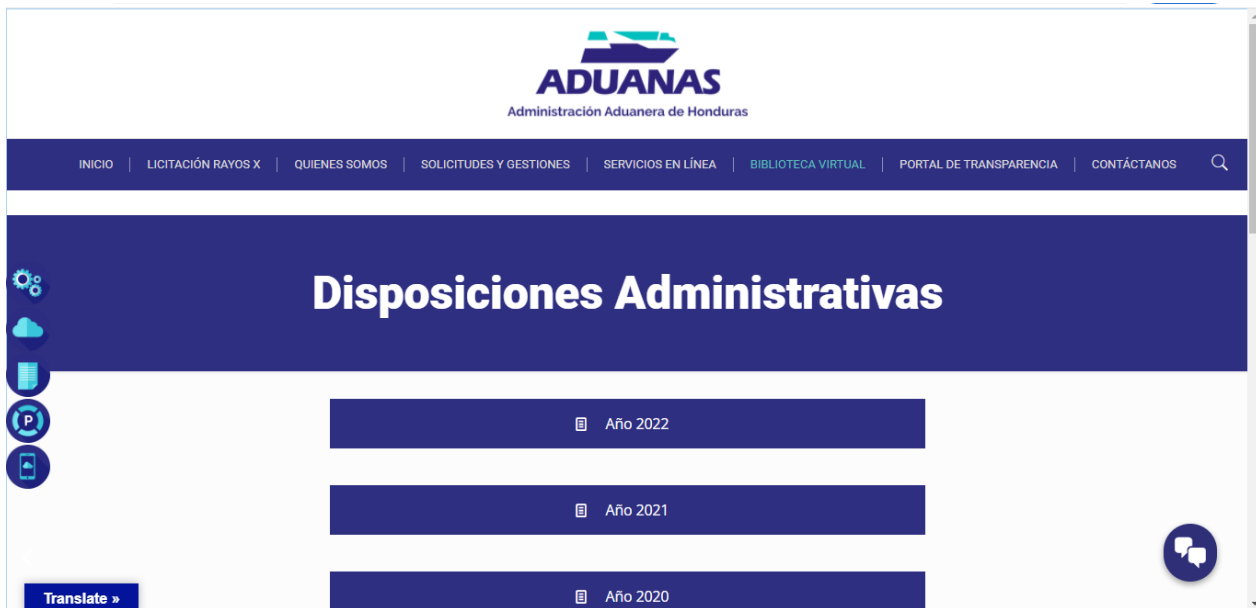 ADUANAS
Administración Aduanera de Honduras
INICIO | LICITACIÓN RAYOS X | QUIENES SOMOS | SOLICITUDES Y GESTIONES | SERVICIOS EN LÍNEA | BIBLIOTECA VIRTUAL | PORTAL DE TRANSPARENCIA | CONTÁCTANOS
Disposiciones Administrativas
P
Año 2022
Año 2021
Año 2020
Translate »